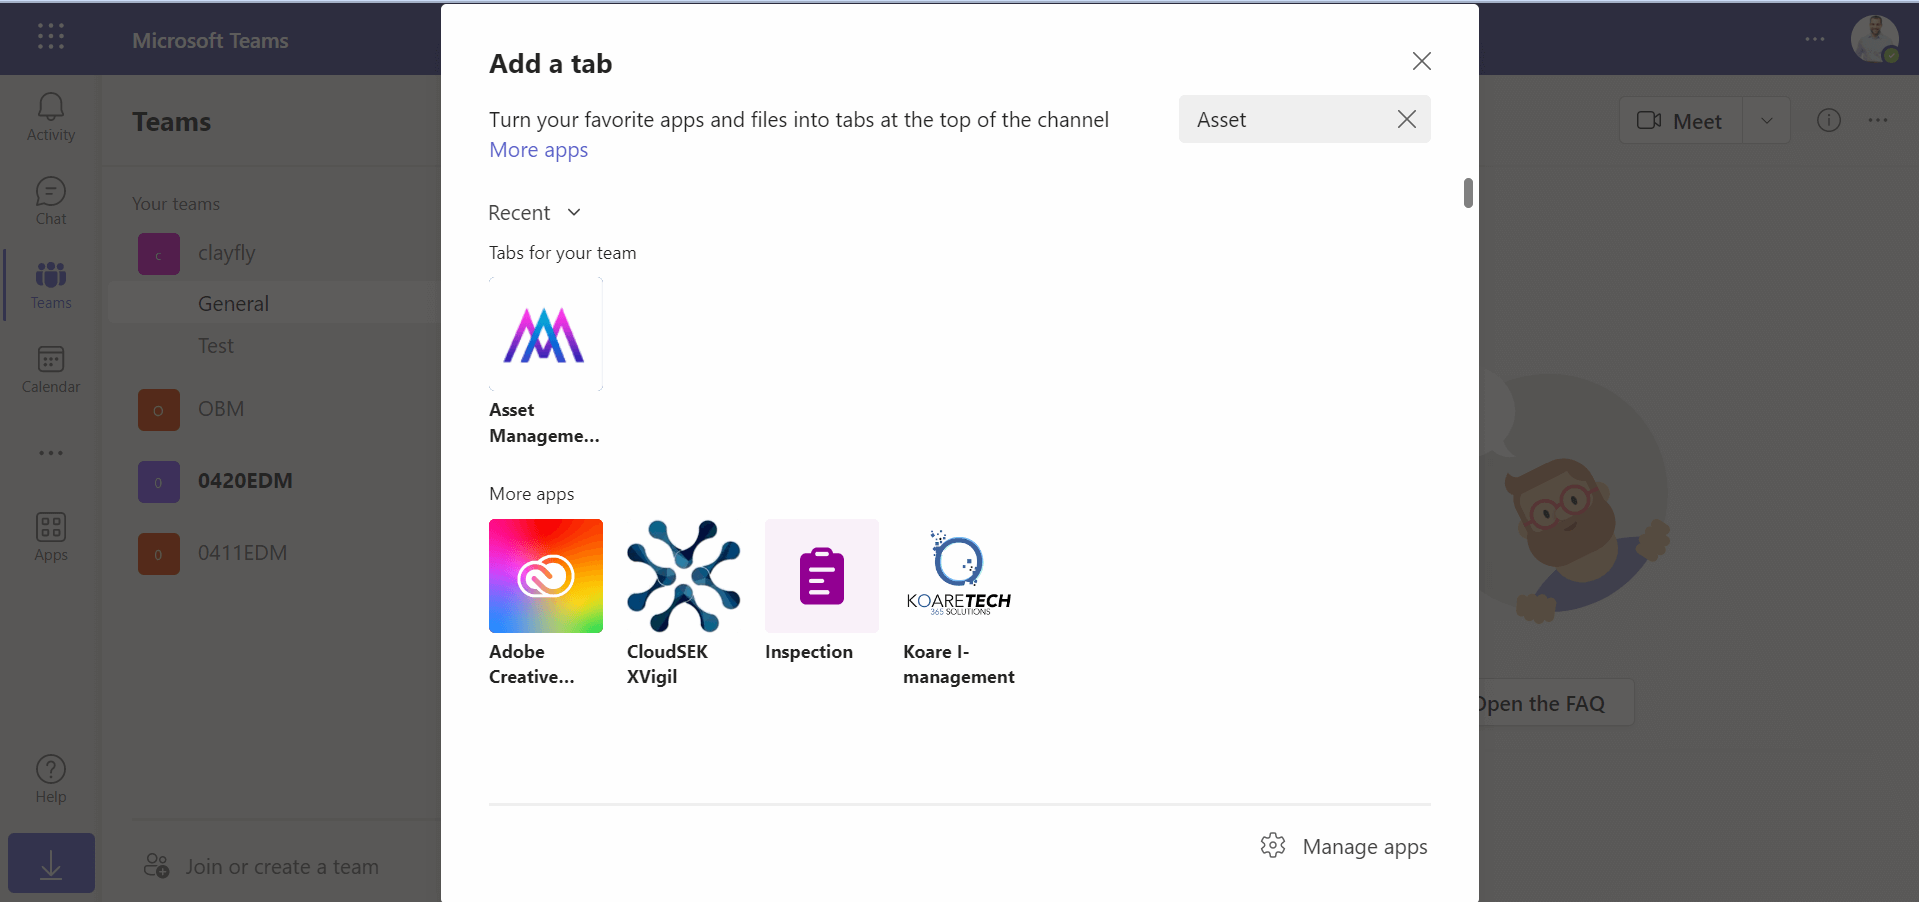 Microsoft Teams
Activity
Chat
Teams
Calendar
Apps
Help
Teams
Your teams
c
clayfly
General
Test
O
OBM
0
0420EDM
0
0411EDM
Join or create a team
Add a tab
Turn your favorite apps and files into tabs at the top of the channel
More apps
Asset
Recent
Tabs for your team
Asset
Manageme...
More apps
Adobe
Creative...
CloudSEK
XVigil
Inspection
KOARETECH
365 SOLUTIONS
Koare I-
management
Manage apps
Meet
Open the FAQ